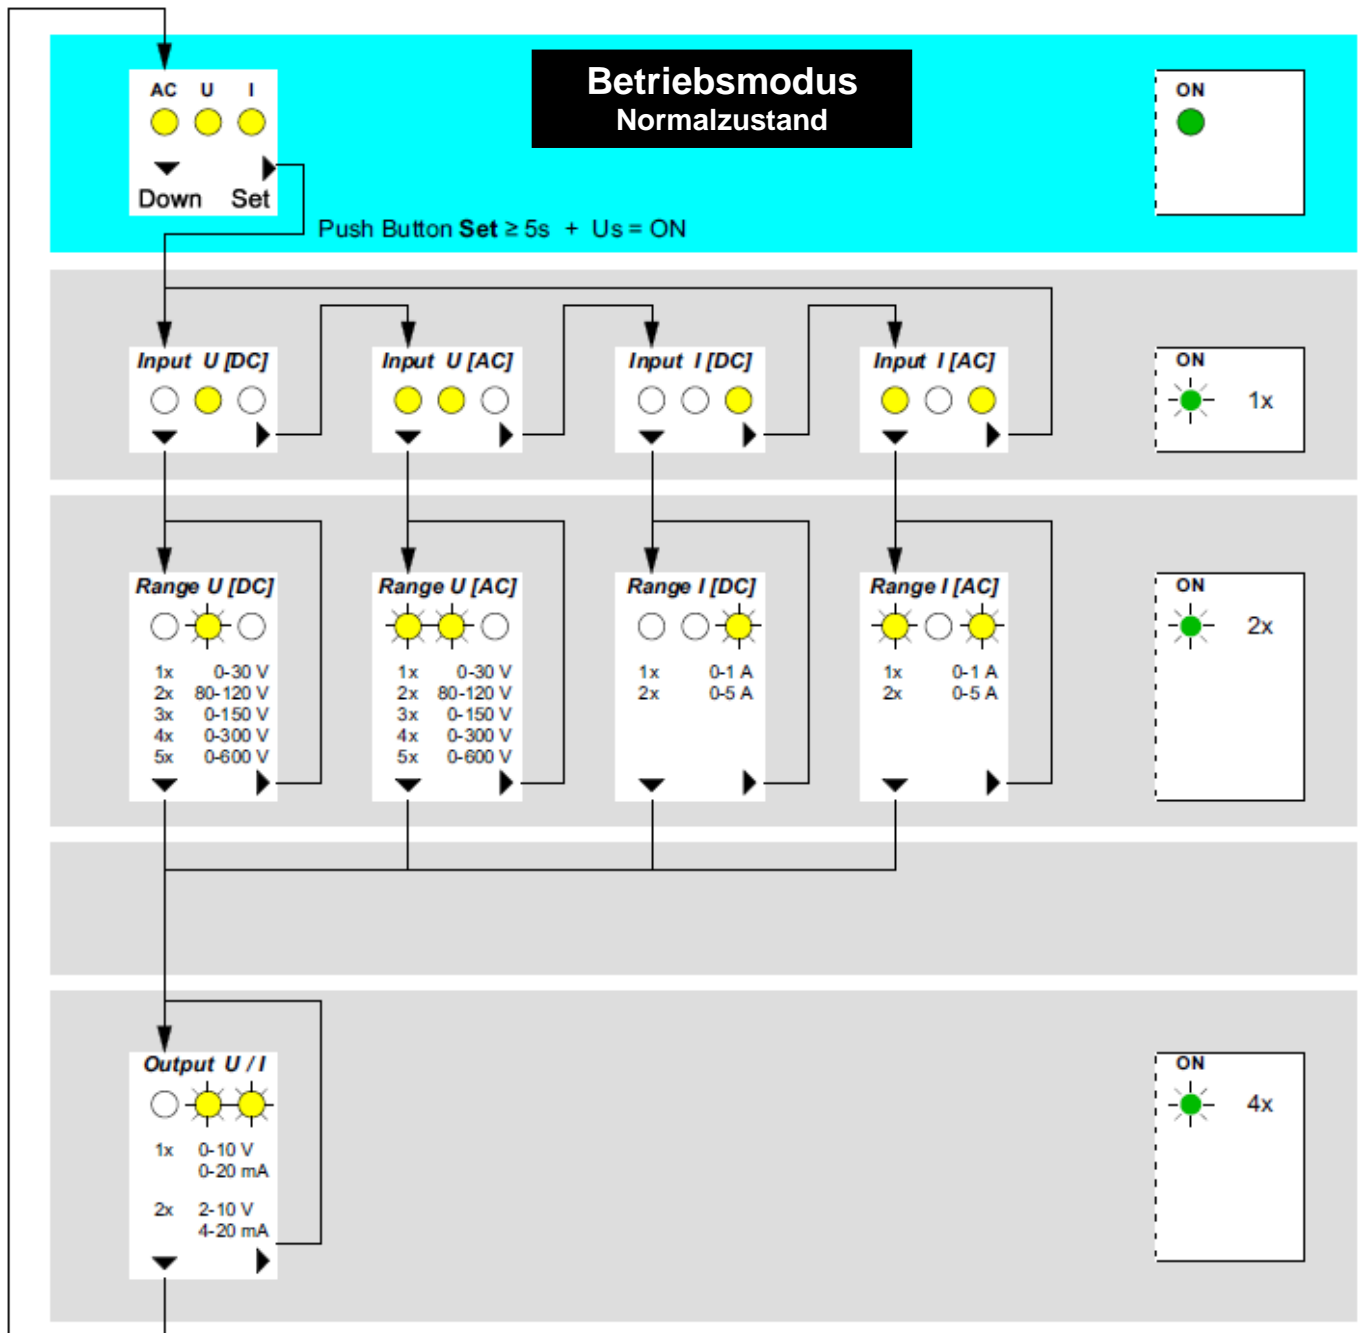 Betriebsmodus
Normalzustand
AC U I
Down Set
ON
Push Button Set ≥ 5s + Us = ON
Input U [DC]
Input U [AC]
Input I [DC]
Input I [AC]
ON
1x
Range U [DC]
1x 0-30 V
2x 80-120 V
3x 0-150 V
4x 0-300 V
5x 0-600 V
Range U [AC]
1x 0-30 V
2x 80-120 V
3x 0-150 V
4x 0-300 V
5x 0-600 V
Range I [DC]
1x 0-1 A
2x 0-5 A
Range I [AC]
1x 0-1 A
2x 0-5 A
ON
2x
Output U / I
1x 0-10 V
0-20 mA
2x 2-10 V
4-20 mA
ON
4x